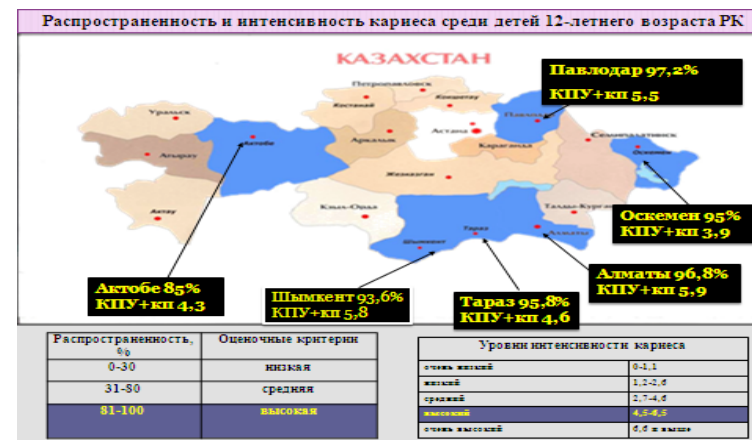 Распространенность и интенсивность кариеса среди детей 12-летнего возраста РК
КАЗАХСТАН
Павлодар 97,2%
КПУ+кп 5,5
Петропавловск
Костанай
Кокшетау
Уральск
Павлодар
Астана
Актобе
Аркалык
Семипалатинск
Атырау
Караганда
Оскемен
Жезказган
Актау
Кзыл-Орда
Талды-Курган
Оскемен 95%
КПУ+кп 3,9
Шымкент
Тараз
Алматы
Алматы 96,8%
КПУ+кп 5,9
Актобе 85%
КПУ+кп 4,3
Шымкент 93,6%
КПУ+кп 5,8
Тараз 95,8%
КПУ+кп 4,6
Распространенность, %
Оценочные критерии
0-30
низкая
31-80
средняя
81-100
высокая
Уровни интенсивности кариеса
очень низкий
0-1,1
низкий
1,2-2,6
средний
2,7-4,6
высокий
4,5-6,5
очень высокий
6,6 и выше